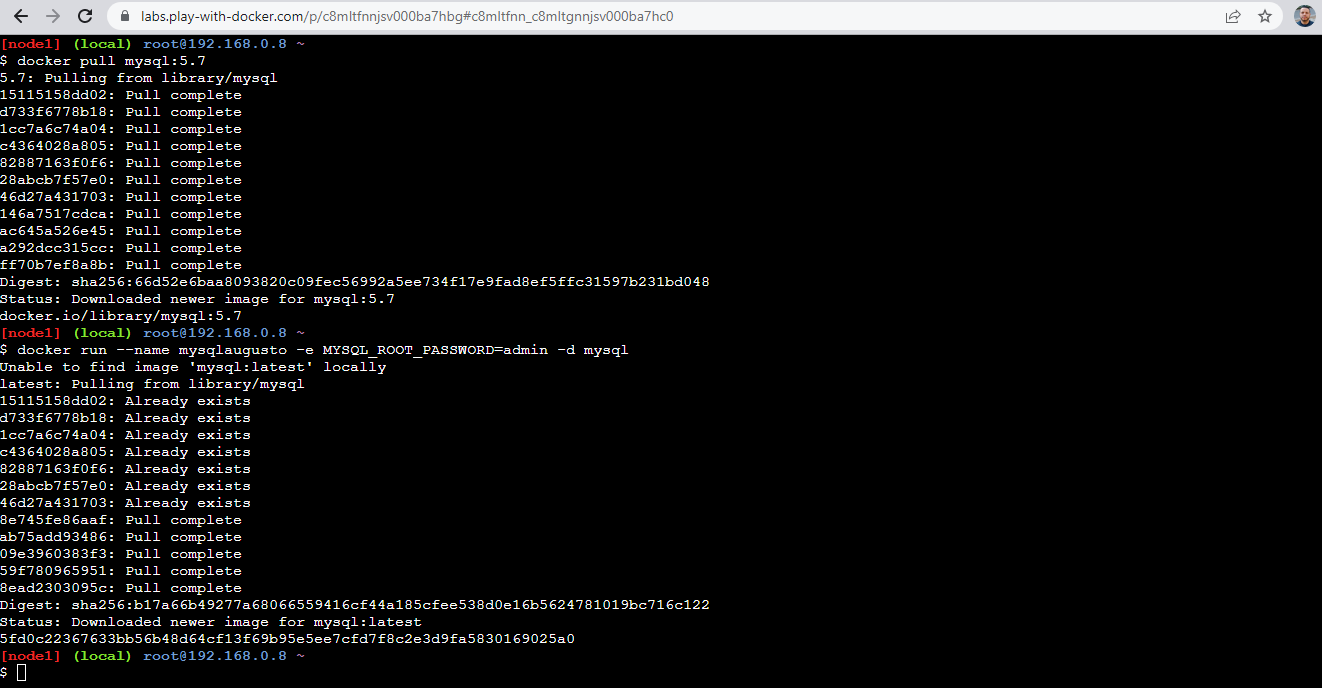 labs.play-with-docker.com/p/c8mltfnnjsv000ba7hbg#c8mltfnn_c8mltgnnjsv000ba7hc0
[node1] (local) root@192.168.0.8 ~
$ docker pull mysql:5.7
5.7: Pulling from library/mysql
15115158dd02: Pull complete
d733f6778b18: Pull complete
1cc7a6c74a04: Pull complete
c4364028a805: Pull complete
82887163f0f6: Pull complete
28abcb7f57e0: Pull complete
46d27a431703: Pull complete
146a7517cdca: Pull complete
ac645a526e45: Pull complete
a292dcc315cc: Pull complete
ff70b7ef8a8b: Pull complete
Digest: sha256:66d52e6baa8093820c09fec56992a5ee734f17e9fad8ef5ffc31597b231bd048
Status: Downloaded newer image for mysql:5.7
docker.io/library/mysql:5.7
[node1] (local) root@192.168.0.8 ~
$ docker run --name mysqlaugusto -e MYSQL_ROOT_PASSWORD=admin -d mysql
Unable to find image 'mysql:latest' locally
latest: Pulling from library/mysql
15115158dd02: Already exists
d733f6778b18: Already exists
1cc7a6c74a04: Already exists
c4364028a805: Already exists
82887163f0f6: Already exists
28abcb7f57e0: Already exists
46d27a431703: Already exists
8e745fe86aaf: Pull complete
ab75add93486: Pull complete
09e3960383f3: Pull complete
59f780965951: Pull complete
8ead2303095c: Pull complete
Digest: sha256:b17a66b49277a68066559416cf44a185cfee538d0e16b5624781019bc716c122
Status: Downloaded newer image for mysql:latest
5fd0c22367633bb56b48d64cf13f69b95e5ee7cfd7f8c2e3d9fa5830169025a0
[node1] (local) root@192.168.0.8 ~
$